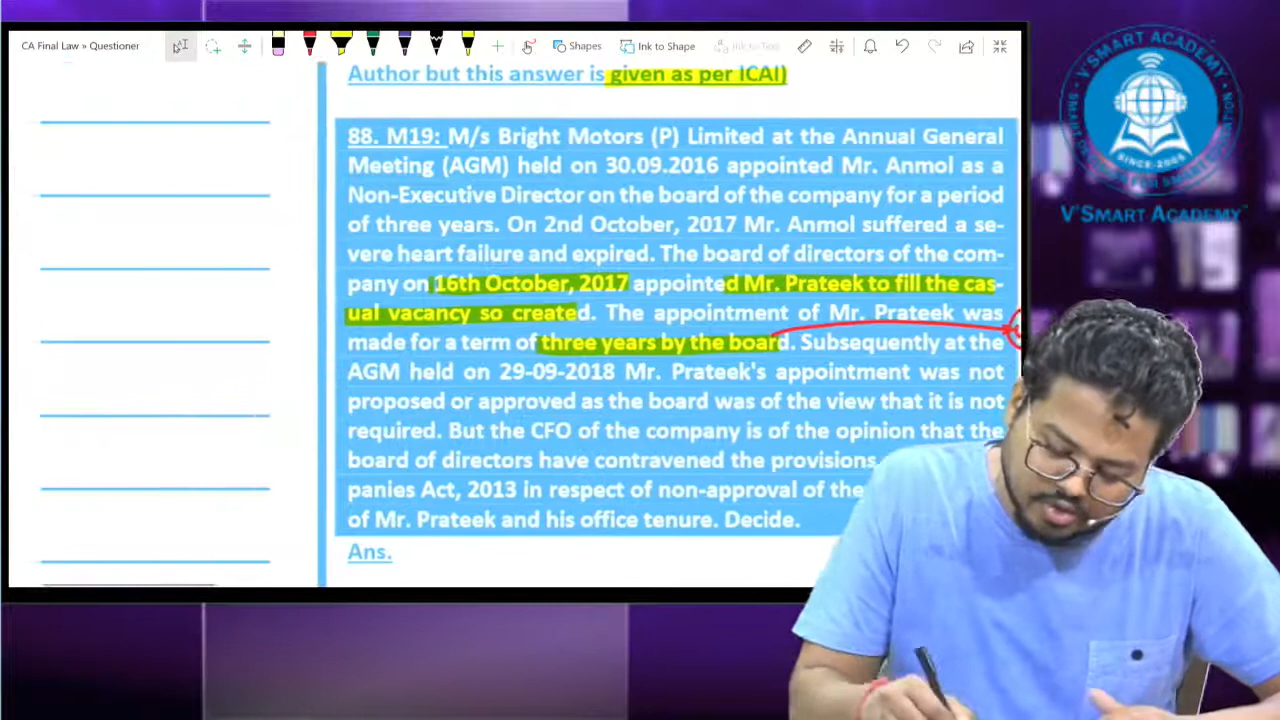 CA Final Law » Questioner
Shapes
Ink to Shape
Ink to Text
Author but this answer is given as per ICAI)
88. M19: M/s Bright Motors (P) Limited at the Annual General
Meeting (AGM) held on 30.09.2016 appointed Mr. Anmol as a
Non-Executive Director on the board of the company for a period
of three years. On 2nd October, 2017 Mr. Anmol suffered a se-
vere heart failure and expired. The board of directors of the com-
pany on 16th October, 2017 appointed Mr. Prateek to fill the cas-
ual vacancy so created. The appointment of Mr. Prateek was
made for a term of three years by the board. Subsequently at the
AGM held on 29-09-2018 Mr. Prateek's appointment was not
proposed or approved as the board was of the view that it is not
required. But the CFO of the company is of the opinion that the
board of directors have contravened the provisions
panies Act, 2013 in respect of non-approval of the
of Mr. Prateek and his office tenure. Decide.
Ans.
V'SMART ACADEMY
SINCE-2008
V'SMART ACADEMY